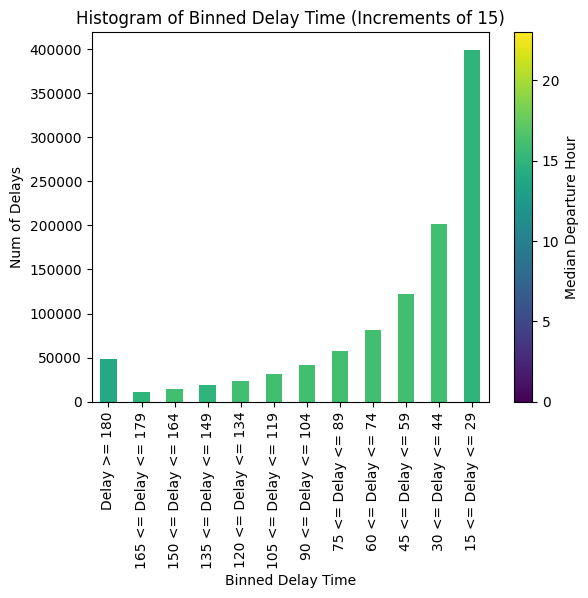 Histogram of Binned Delay Time (Increments of 15)
400000
350000
300000
250000
200000
150000
100000
50000
0
Num of Delays
Delay >= 180
165 <= Delay <= 179
150 <= Delay <= 164
135 <= Delay <= 149
120 <= Delay <= 134
105 <= Delay <= 119
90 <= Delay <= 104
75 <= Delay <= 89
60 <= Delay <= 74
45 <= Delay <= 59
30 <= Delay <= 44
15 <= Delay <= 29
Binned Delay Time
20
15
10
5
0
Median Departure Hour